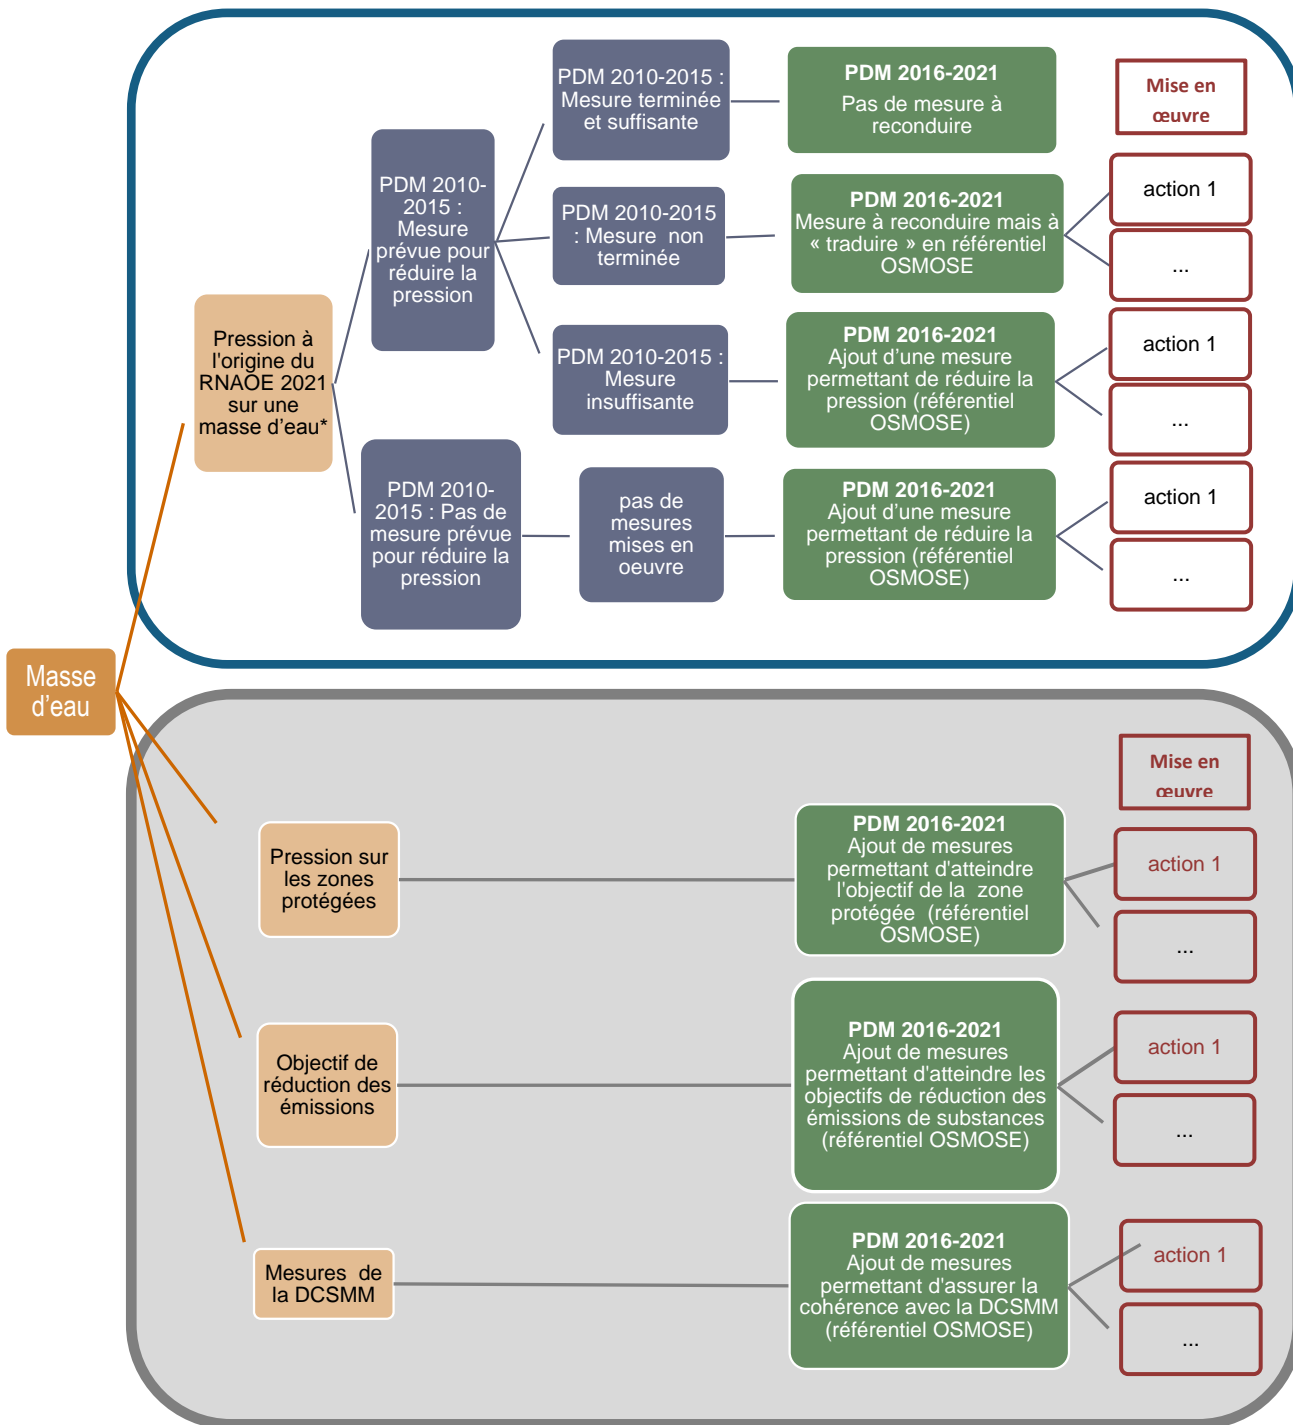 PDM 2010-2015 :
Mesure terminée
et suffisante
PDM 2016-2021
Pas de mesure à
reconduire
Mise en
œuvre
PDM 2010-
2015 :
Mesure
prévue pour
réduire la
pression
PDM 2010-2015
: Mesure  non
terminée
PDM 2016-2021
Mesure à reconduire mais à
« traduire » en référentiel
OSMOSE
action 1
...
Pression à
l'origine du
RNAOE 2021
sur une
masse d'eau*
PDM 2010-2015 :
Mesure
insuffisante
PDM 2016-2021
Ajout d'une mesure
permettant de réduire la
pression (référentiel
OSMOSE)
action 1
...
PDM 2010-
2015 : Pas de
mesure prévue
pour réduire la
pression
pas de
mesures
mises en
oeuvre
PDM 2016-2021
Ajout d'une mesure
permettant de réduire la
pression (référentiel
OSMOSE)
action 1
...
Masse
d'eau
Mise en
œuvre
Pression sur
les zones
protégées
PDM 2016-2021
Ajout de mesures
permettant d'atteindre
l'objectif de la  zone
protégée  (référentiel
OSMOSE)
action 1
...
Objectif de
réduction des
émissions
PDM 2016-2021
Ajout de mesures
permettant d'atteindre les
objectifs de réduction des
émissions de substances
(référentiel OSMOSE)
action 1
...
Mesures  de
la DCSMM
PDM 2016-2021
Ajout de mesures
permettant d'assurer la
cohérence avec la DCSMM
(référentiel OSMOSE)
action 1
...